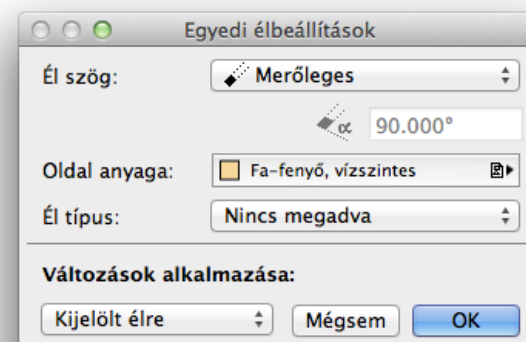 Egyedi élbeállítások
Él szög: Merőleges
α 90.000°
Oldal anyaga: Fa-fenyő, vízszintes
Él típus: Nincs megadva
Változások alkalmazása:
Kijelölt élre Mégsem OK